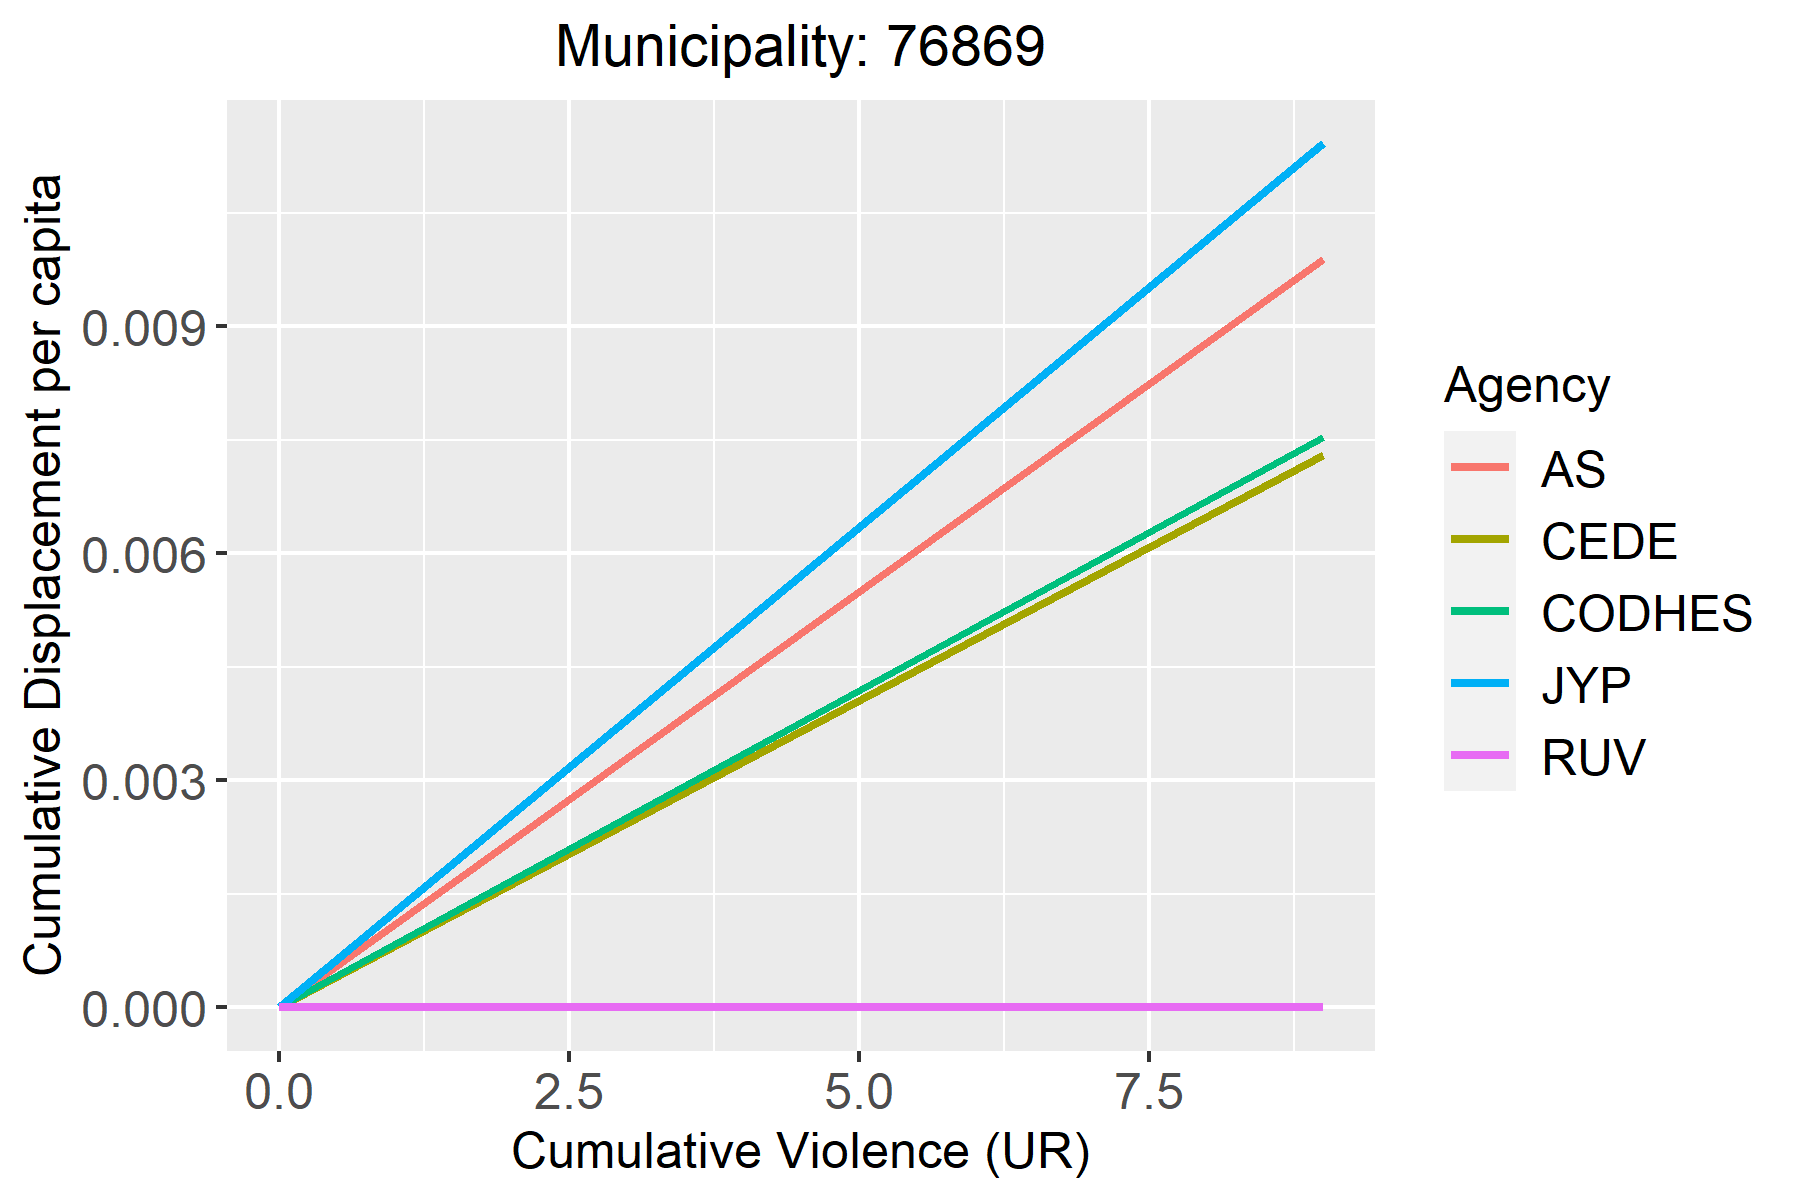 Municipality: 76869
Cumulative Displacement per capita
0.009
0.006
0.003
0.000
0.0 2.5 5.0 7.5
Cumulative Violence (UR)
Agency
AS
CEDE
CODHES
JYP
RUV